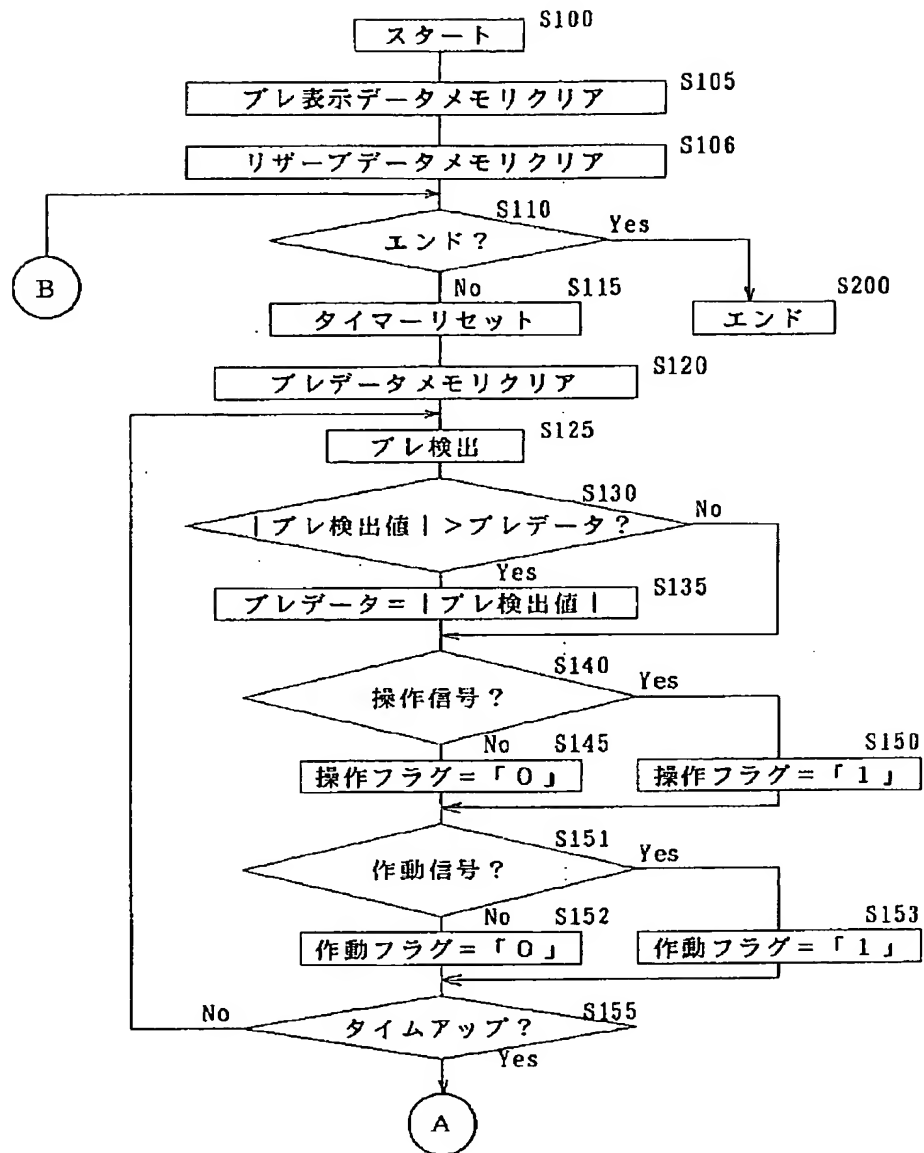 S100
スタート
S105
ブレ表示データメモリクリア
S106
リザーブデータメモリクリア
S110
エンド?
Yes
B
No
S115
タイマーリセット
S200
エンド
S120
ブレデータメモリクリア
S125
ブレ検出
S130
|ブレ検出値|>ブレデータ?
No
Yes
S135
ブレデータ=|ブレ検出値|
S140
操作信号?
Yes
No
S145
操作フラグ=「0」
S150
操作フラグ=「1」
S151
作動信号?
Yes
No
S152
作動フラグ=「0」
S153
作動フラグ=「1」
S155
No
タイムアップ?
Yes
A